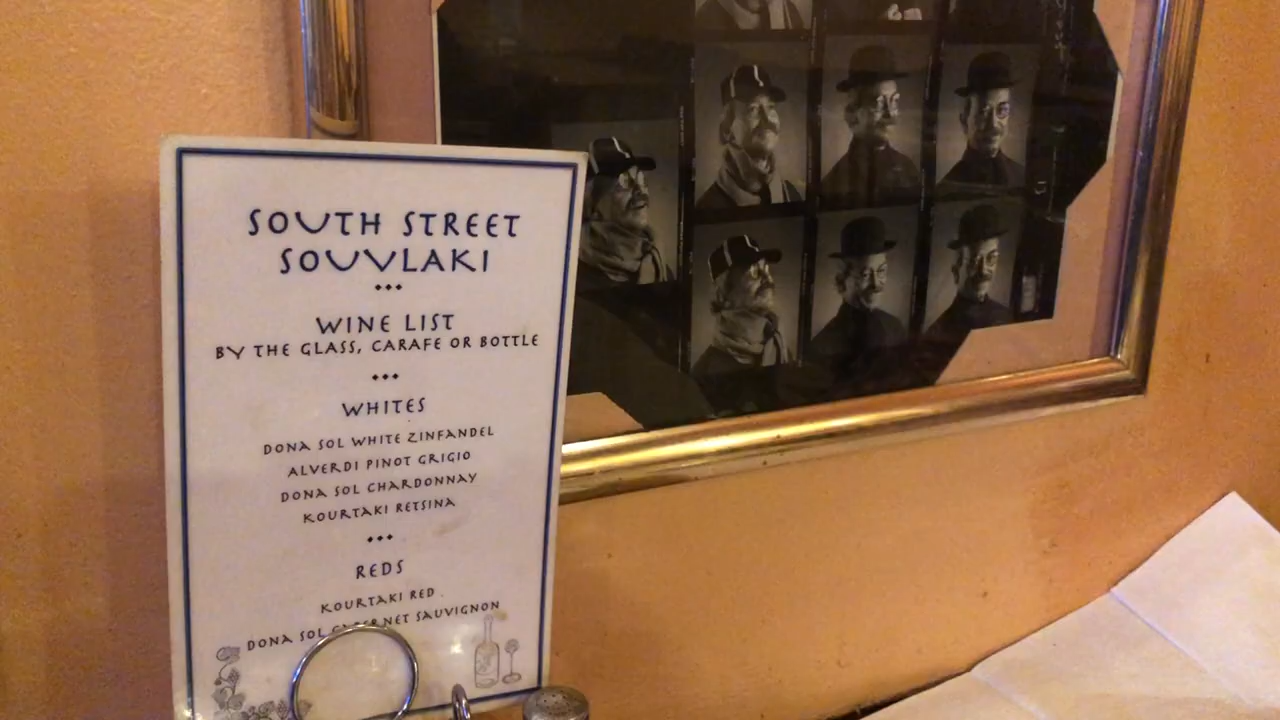 SOUTH STREET
SOUVLAKI
WINE LIST
BY THE GLASS, CARAFE OR BOTTLE
WHITES
DONA SOL WHITE ZINFANDEL
ALVERDI PINOT GRIGIO
DONA SOL CHARDONNAY
KOURTAKI RETSINA
REDS
KOURTAKI RED
DONA SOL CABERNET SAUVIGNON